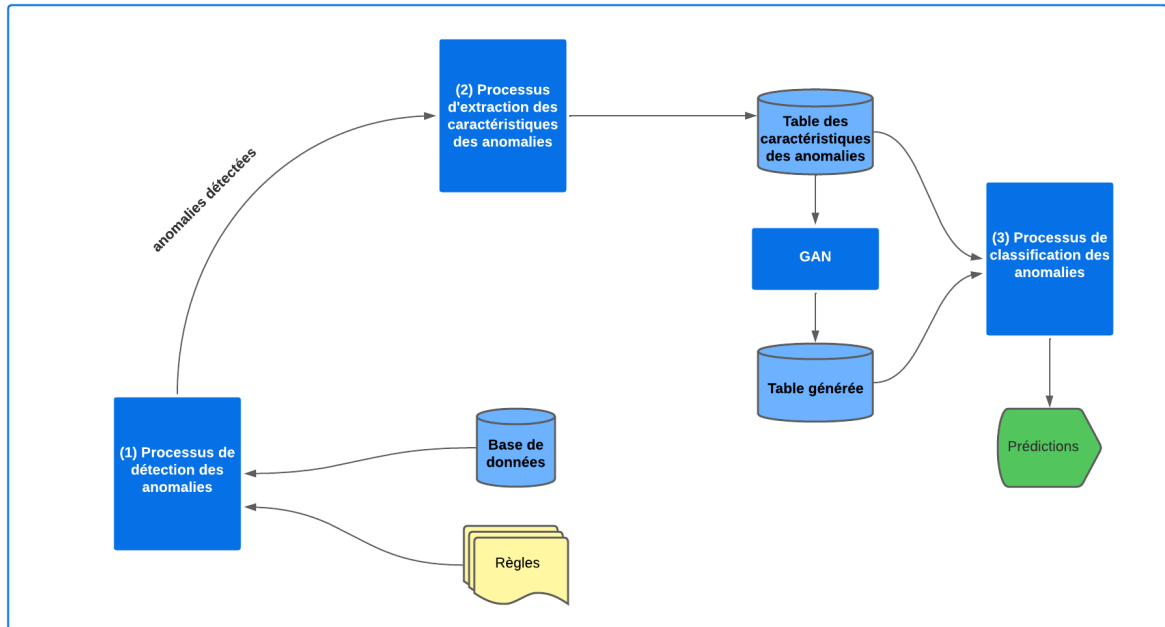 (2) Processus
d'extraction des
caractéristiques
des anomalies
Table des
caractéristiques
des anomalies
anomalies détectées
(3) Processus de
classification des
anomalies
GAN
Table générée
(1) Processus de
détection des
anomalies
Base de
données
Prédictions
Règles